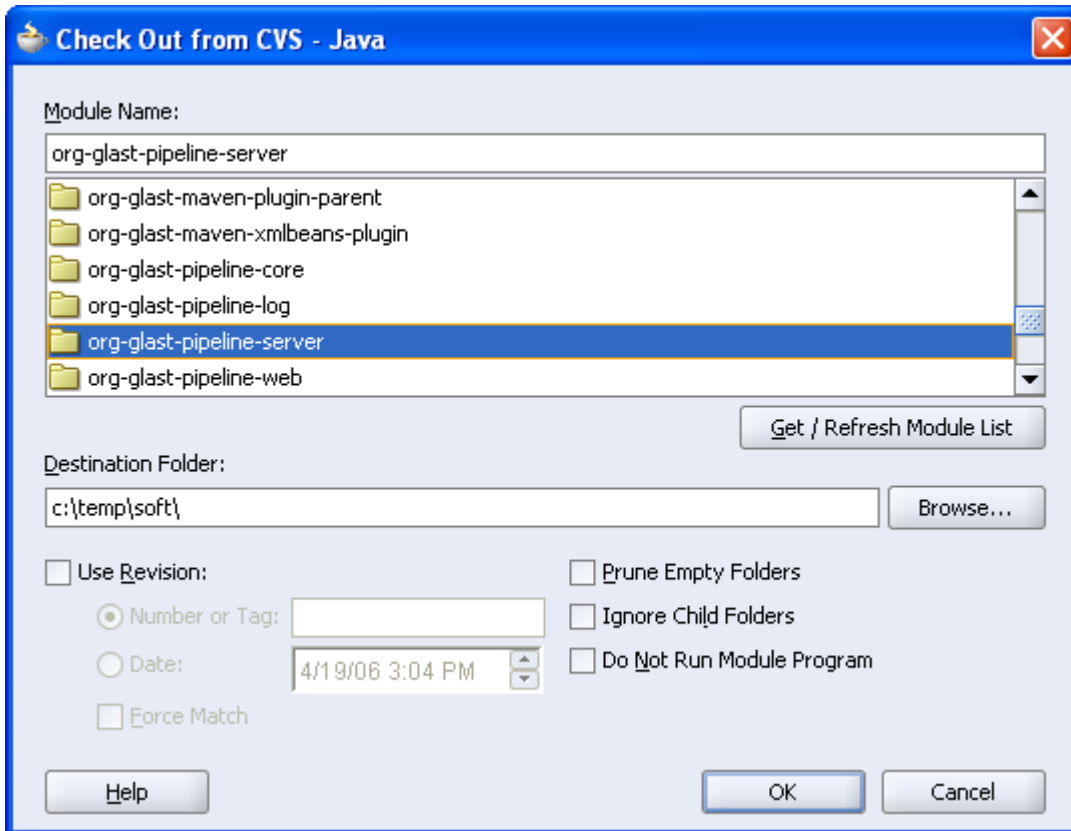 Check Out from CVS - Java
Module Name:
org-glast-pipeline-server
org-glast-maven-plugin-parent
org-glast-maven-xmlbeans-plugin
org-glast-pipeline-core
org-glast-pipeline-log
org-glast-pipeline-server
org-glast-pipeline-web
Get / Refresh Module List
Destination Folder:
c:\temp\soft\
Browse...
Use Revision:
Prune Empty Folders
Number or Tag:
Ignore Child Folders
Date:
4/19/06 3:04 PM
Do Not Run Module Program
Force Match
Help
OK
Cancel